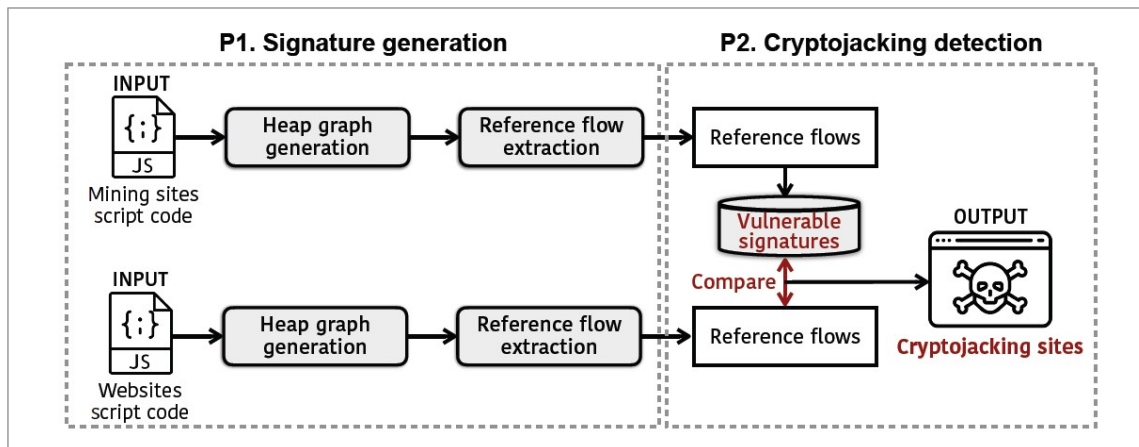 P1. Signature generation
P2. Cryptojacking detection
INPUT
{;}
JS
Mining sites
script code
Heap graph
generation
Reference flow
extraction
Reference flows
Vulnerable
signatures
Compare
OUTPUT
Cryptojacking sites
INPUT
{;}
JS
Websites
script code
Heap graph
generation
Reference flow
extraction
Reference flows